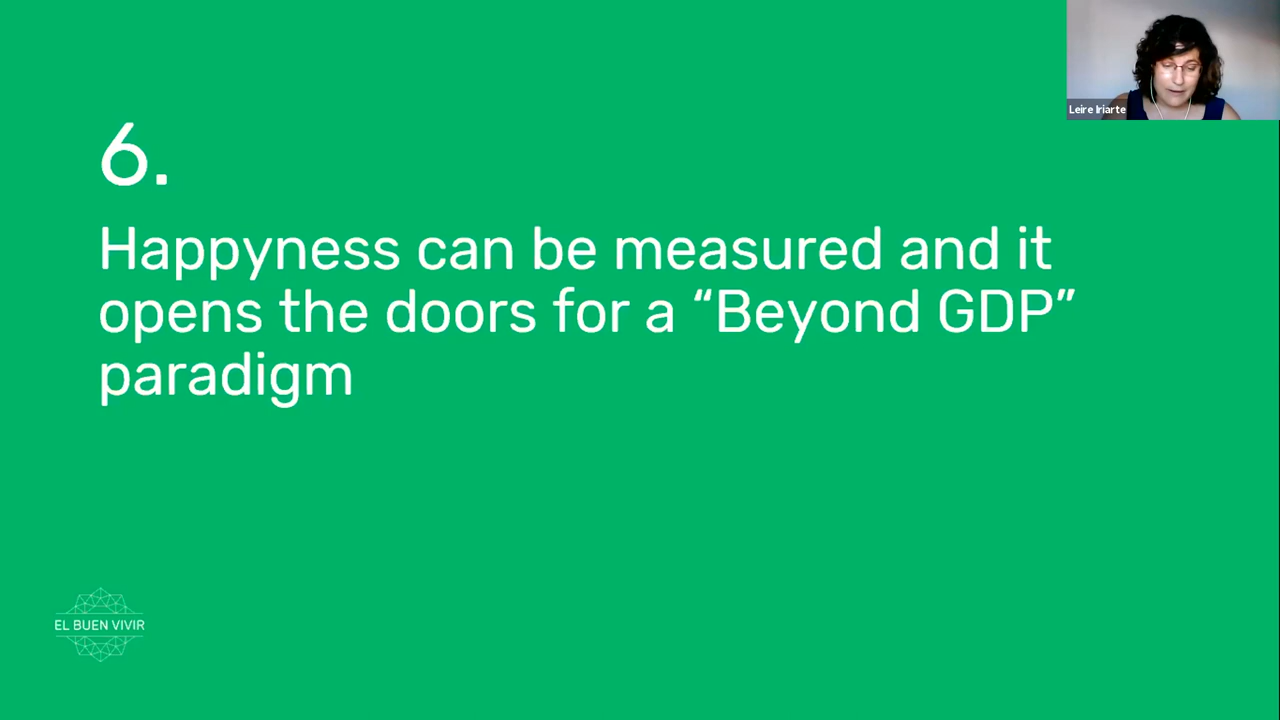 Leire Iriarte
6.
Happyness can be measured and it
opens the doors for a “Beyond GDP”
paradigm
EL BUEN VIVIR